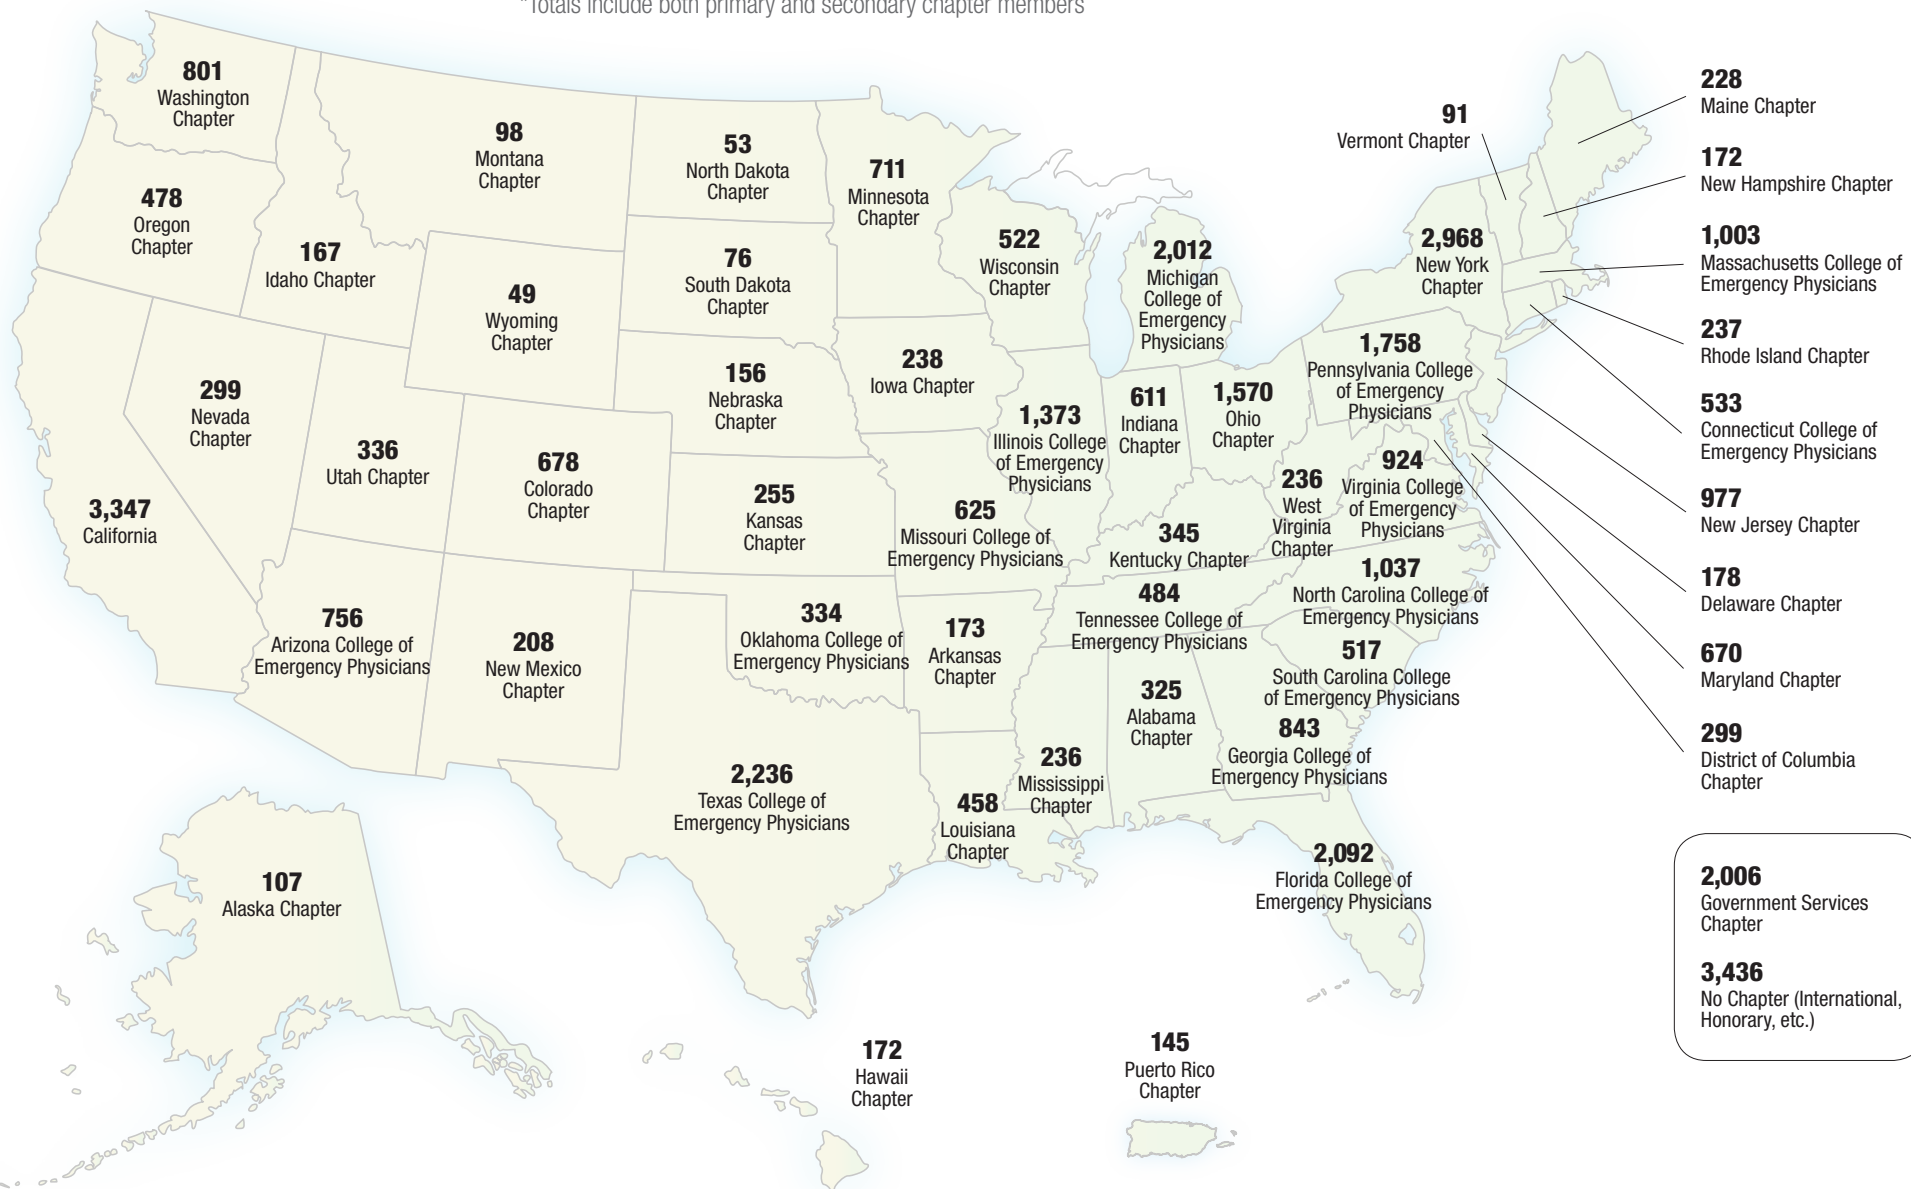 *Totals include both primary and secondary chapter members
801
Washington
Chapter
98
Montana
Chapter
53
North Dakota
Chapter
711
Minnesota
Chapter
478
Oregon
Chapter
167
Idaho Chapter
49
Wyoming
Chapter
76
South Dakota
Chapter
522
Wisconsin
Chapter
2,012
Michigan
College of
Emergency
Physicians
2,968
New York
Chapter
91
Vermont Chapter
228
Maine Chapter
172
New Hampshire Chapter
1,003
Massachusetts College of
Emergency Physicians
237
Rhode Island Chapter
533
Connecticut College of
Emergency Physicians
977
New Jersey Chapter
178
Delaware Chapter
670
Maryland Chapter
299
District of Columbia
Chapter
299
Nevada
Chapter
336
Utah Chapter
678
Colorado
Chapter
156
Nebraska
Chapter
238
Iowa Chapter
1,373
Illinois College
of Emergency
Physicians
611
Indiana
Chapter
1,570
Ohio
Chapter
1,758
Pennsylvania College
of Emergency
Physicians
3,347
California
255
Kansas
Chapter
625
Missouri College of
Emergency Physicians
345
Kentucky Chapter
236
West
Virginia
Chapter
924
Virginia College
of Emergency
Physicians
756
Arizona College of
Emergency Physicians
208
New Mexico
Chapter
334
Oklahoma College of
Emergency Physicians
173
Arkansas
Chapter
484
Tennessee College of
Emergency Physicians
1,037
North Carolina College of
Emergency Physicians
517
South Carolina College
of Emergency Physicians
2,236
Texas College of
Emergency Physicians
458
Louisiana
Chapter
236
Mississippi
Chapter
325
Alabama
Chapter
843
Georgia College of
Emergency Physicians
2,092
Florida College of
Emergency Physicians
107
Alaska Chapter
172
Hawaii
Chapter
145
Puerto Rico
Chapter
2,006
Government Services
Chapter
3,436
No Chapter (International,
Honorary, etc.)